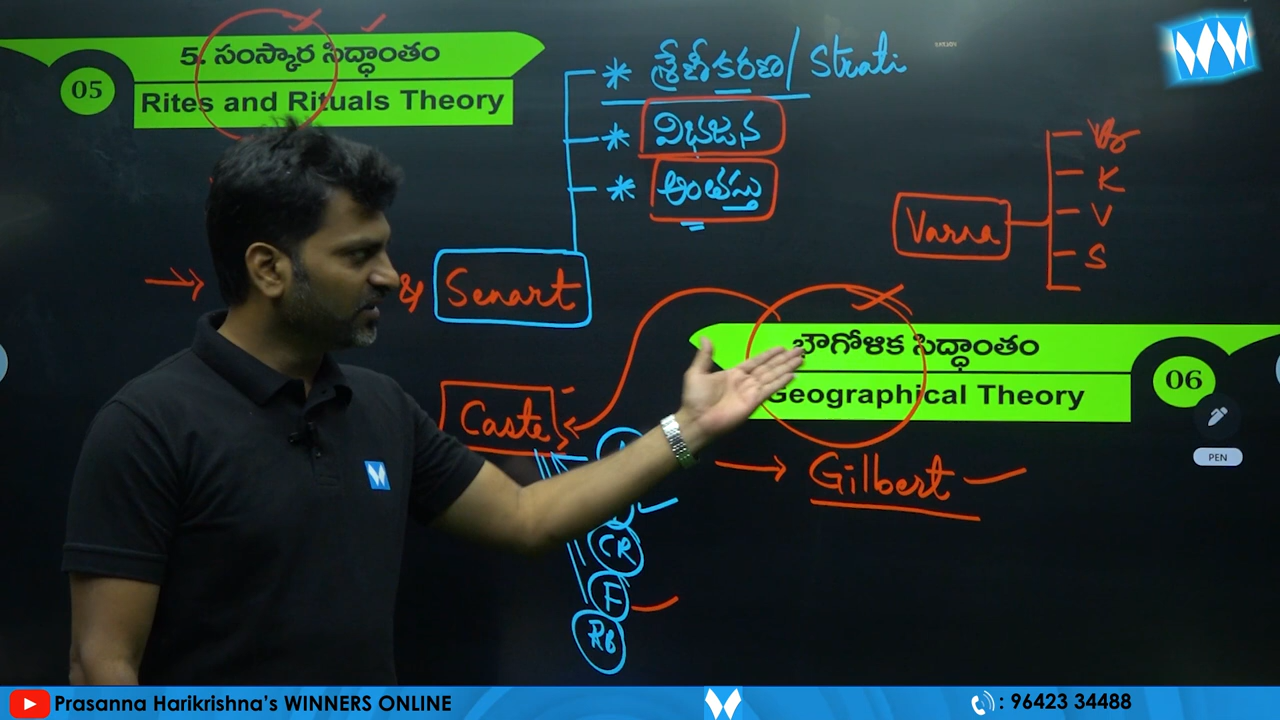 5. సంస్కార సిద్ధాంతం
05
Rites and Rituals Theory
* శ్రేణీకరణ / Strati
* విభజన
* అంతస్తు
Varna
K
V
S
& Senart
Caste
భౌగోళిక సిద్ధాంతం
Geographical Theory
06
PEN
→ Gilbert
R
F
Rb
Prasanna Harikrishna's WINNERS ONLINE
: 96423 34488